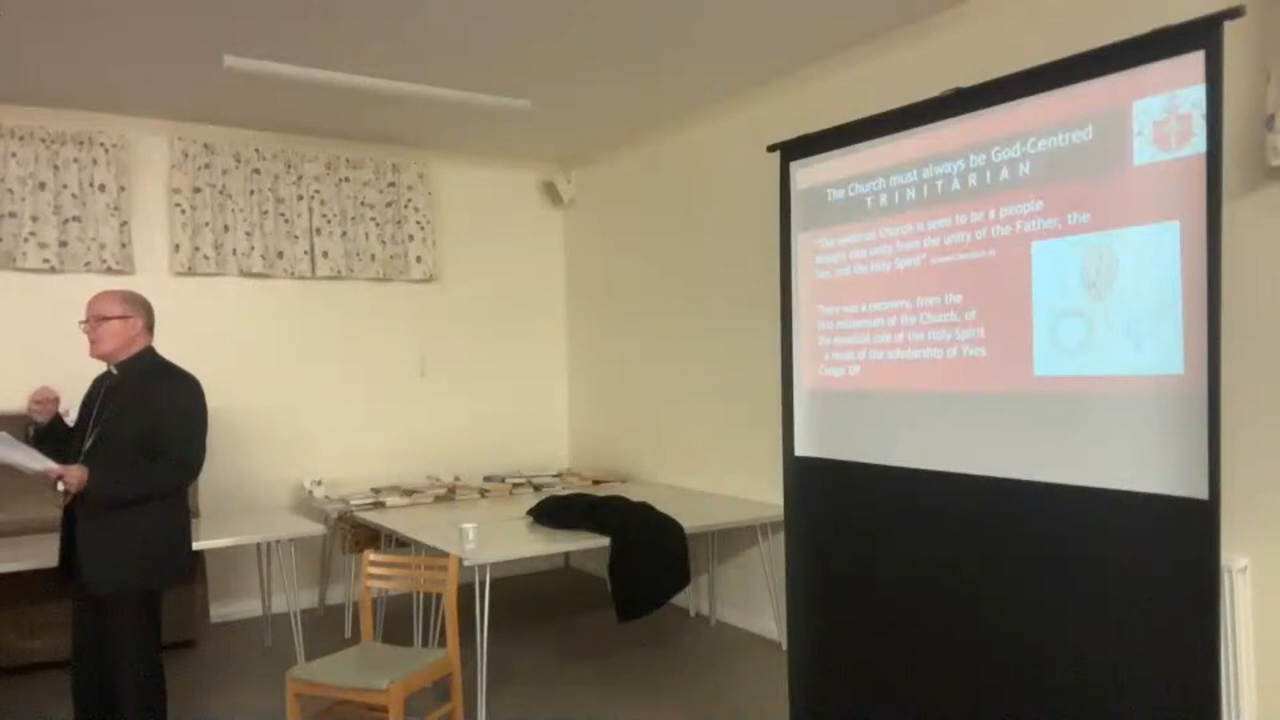 The Church must always be God-Centred
TRINITARIAN
"The universal Church is seen to be a people
brought into unity from the unity of the Father, the
Son, and the Holy Spirit"
There was a recovery, from the
first millennium of the Church, of
the essential role of the Holy Spirit
a result of the scholarship of Yves
Congar OP